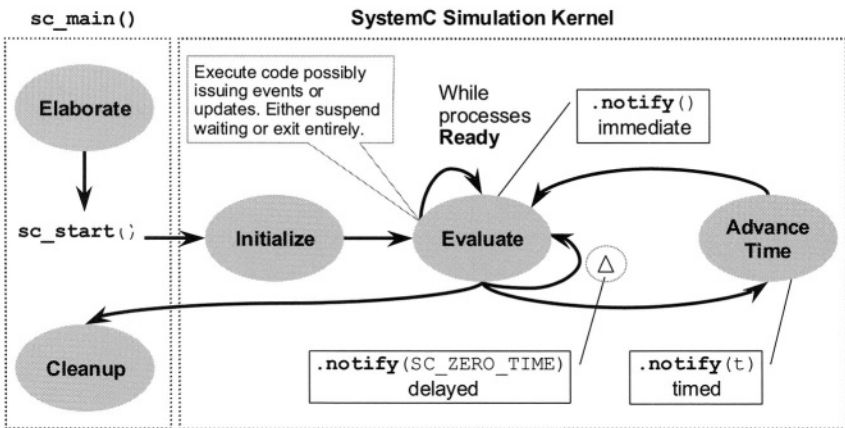 sc_main()
SystemC Simulation Kernel
Elaborate
sc_start()
Cleanup
Execute code possibly
issuing events or
updates. Either suspend
waiting or exit entirely.
While
processes
Ready
.notify()
immediate
Initialize
Evaluate
Advance
Time
Δ
.notify(SC_ZERO_TIME)
delayed
.notify(t)
timed